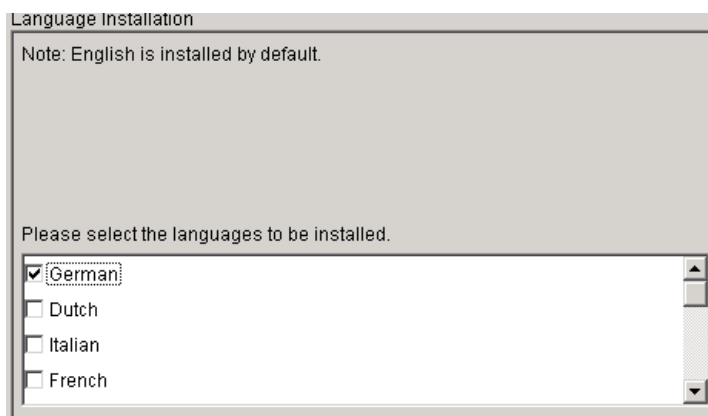 Language Installation
Note: English is installed by default.
Please select the languages to be installed.
German
Dutch
Italian
French